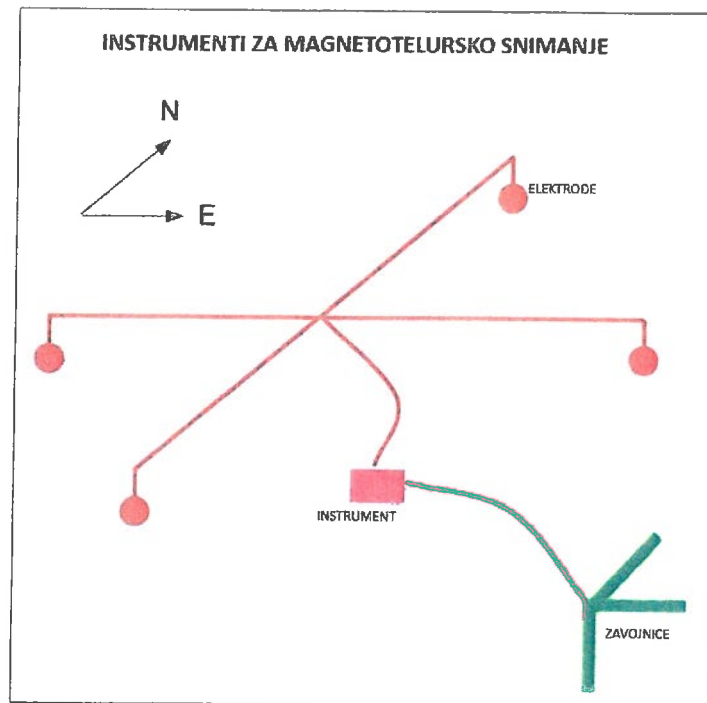 INSTRUMENTI ZA MAGNETOTELURSKO SNIMANJE
N
E
ELEKTRODE
INSTRUMENT
ZAVOJNICE